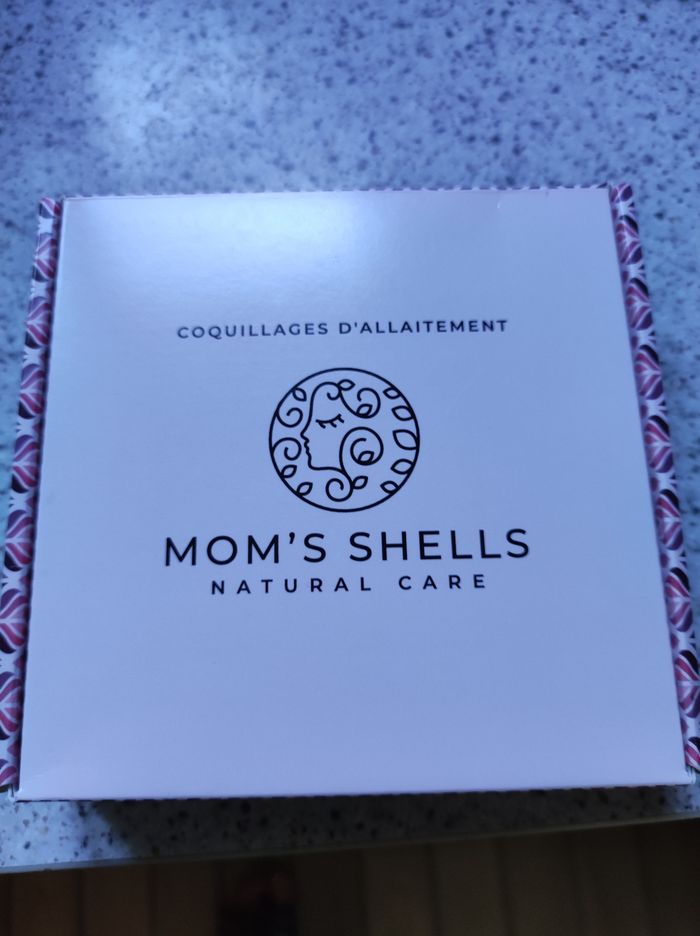 COQUILLAGES D'ALLAITEMENT
MOM'S SHELLS
NATURAL CARE